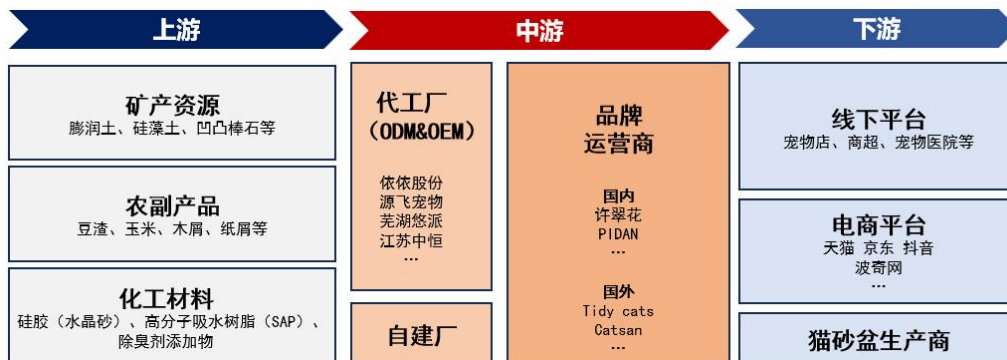 上游
矿产资源
膨润土、硅藻土、凹凸棒石等
农副产品
豆渣、玉米、木屑、纸屑等
化工材料
硅胶（水晶砂）、高分子吸水树脂（SAP）、
除臭剂添加物
中游
代工厂
（ODM&OEM）
依依股份
源飞宠物
芜湖悠派
江苏中恒
…
自建厂
品牌
运营商
国内
许翠花
PIDAN
…
国外
Tidy cats
Catsan
…
下游
线下平台
宠物店、商超、宠物医院等
电商平台
天猫 京东 抖音
波奇网
…
猫砂盆生产商